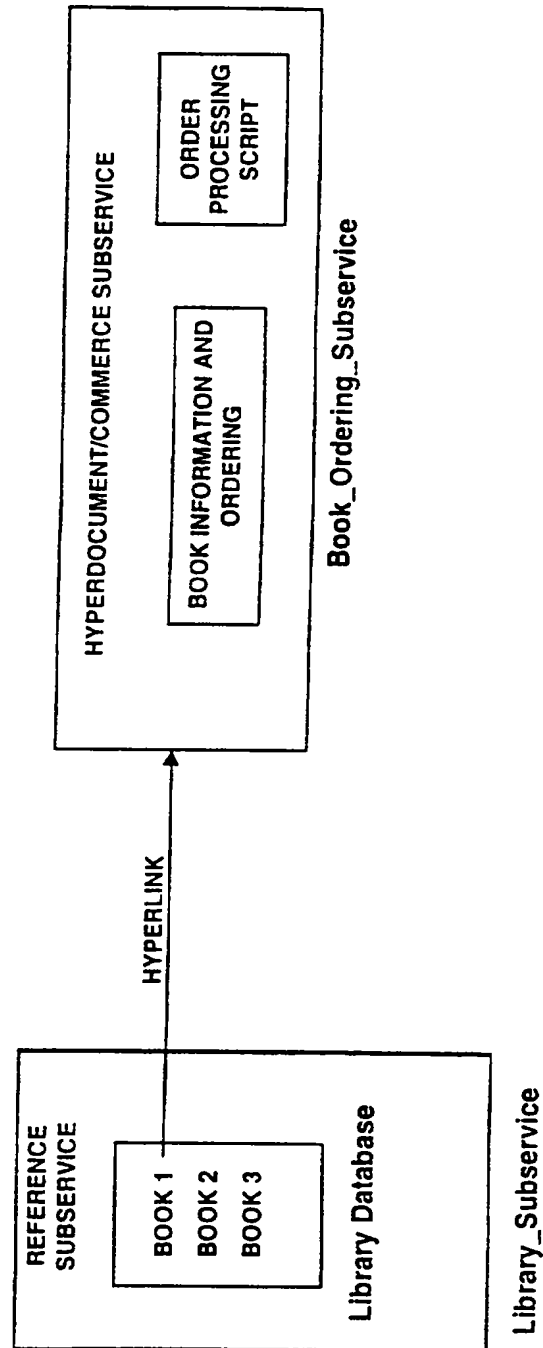 REFERENCE
SUBSERVICE
BOOK 1
BOOK 2
BOOK 3
Library Database
Library_Subservice
HYPERLINK
HYPERDOCUMENT/COMMERCE SUBSERVICE
BOOK INFORMATION AND
ORDERING
ORDER
PROCESSING
SCRIPT
Book_Ordering_Subservice